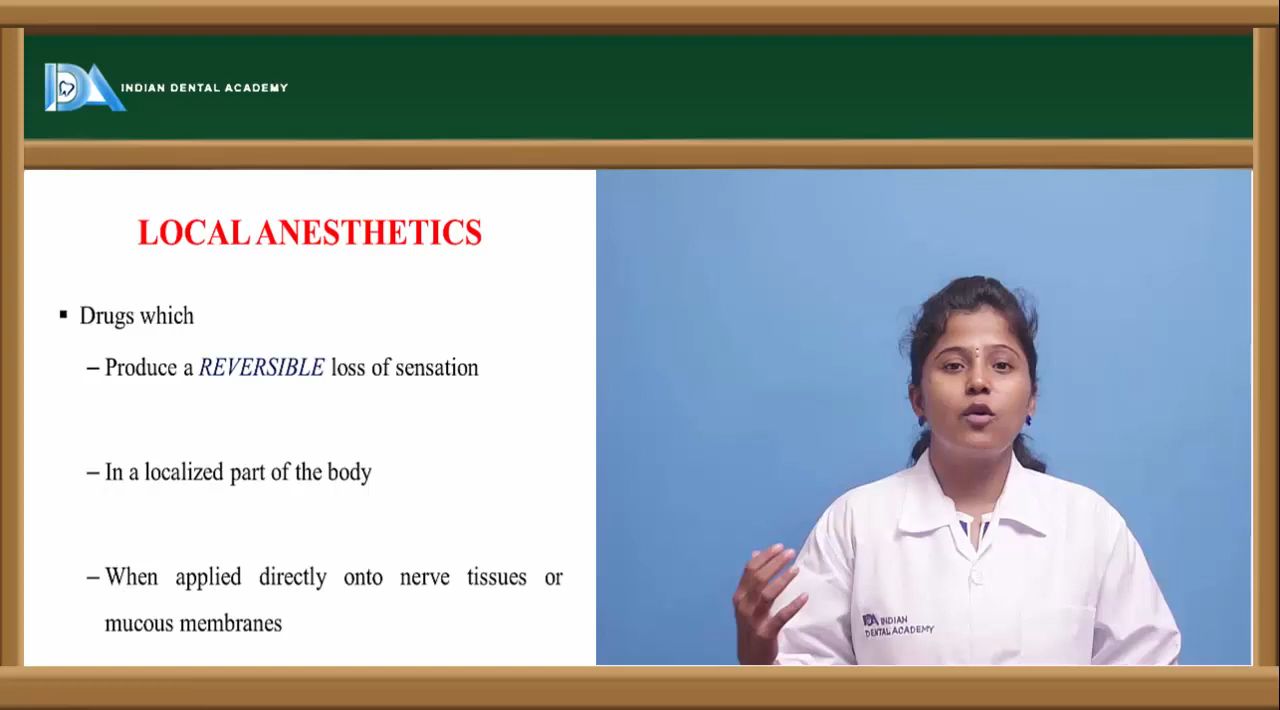 INDIAN DENTAL ACADEMY
LOCAL ANESTHETICS
▪ Drugs which
– Produce a REVERSIBLE loss of sensation
– In a localized part of the body
– When applied directly onto nerve tissues or
mucous membranes
INDIAN
DENTAL ACADEMY